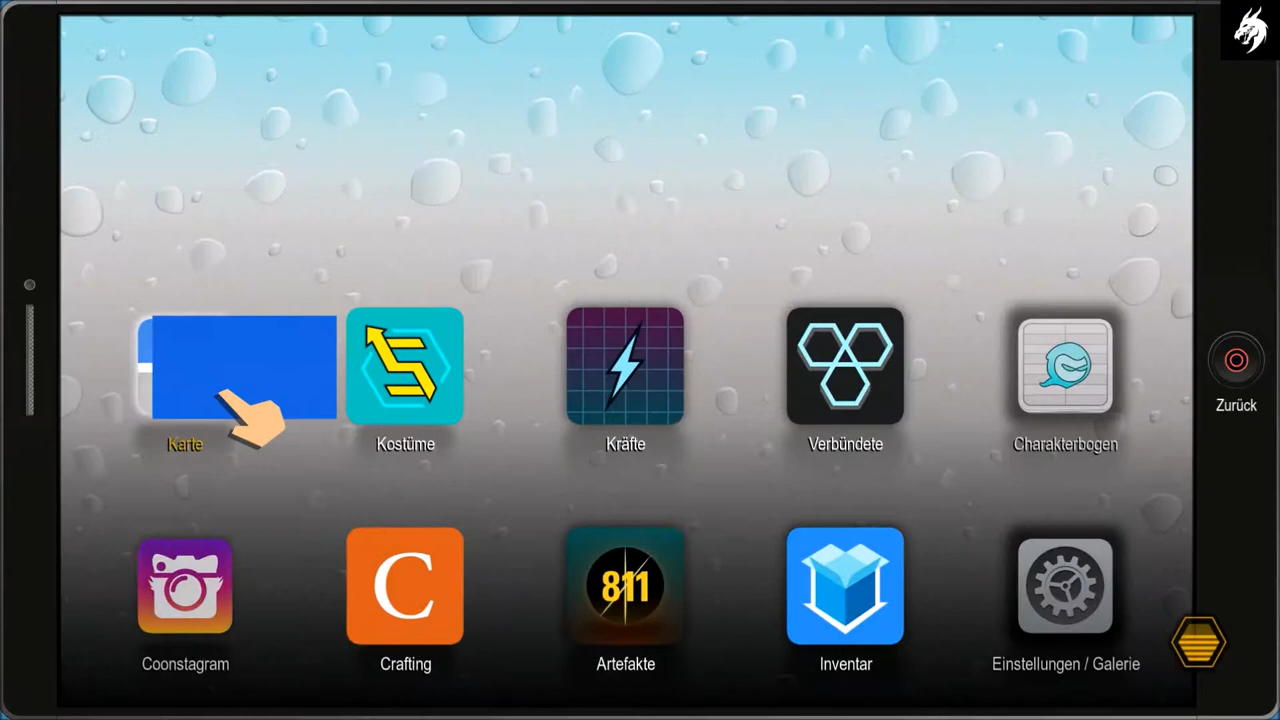 Karte
Kostüme
Kräfte
Verbündete
Charakterbogen
Zurück
C
811
Coonstagram
Crafting
Artefakte
Inventar
Einstellungen / Galerie